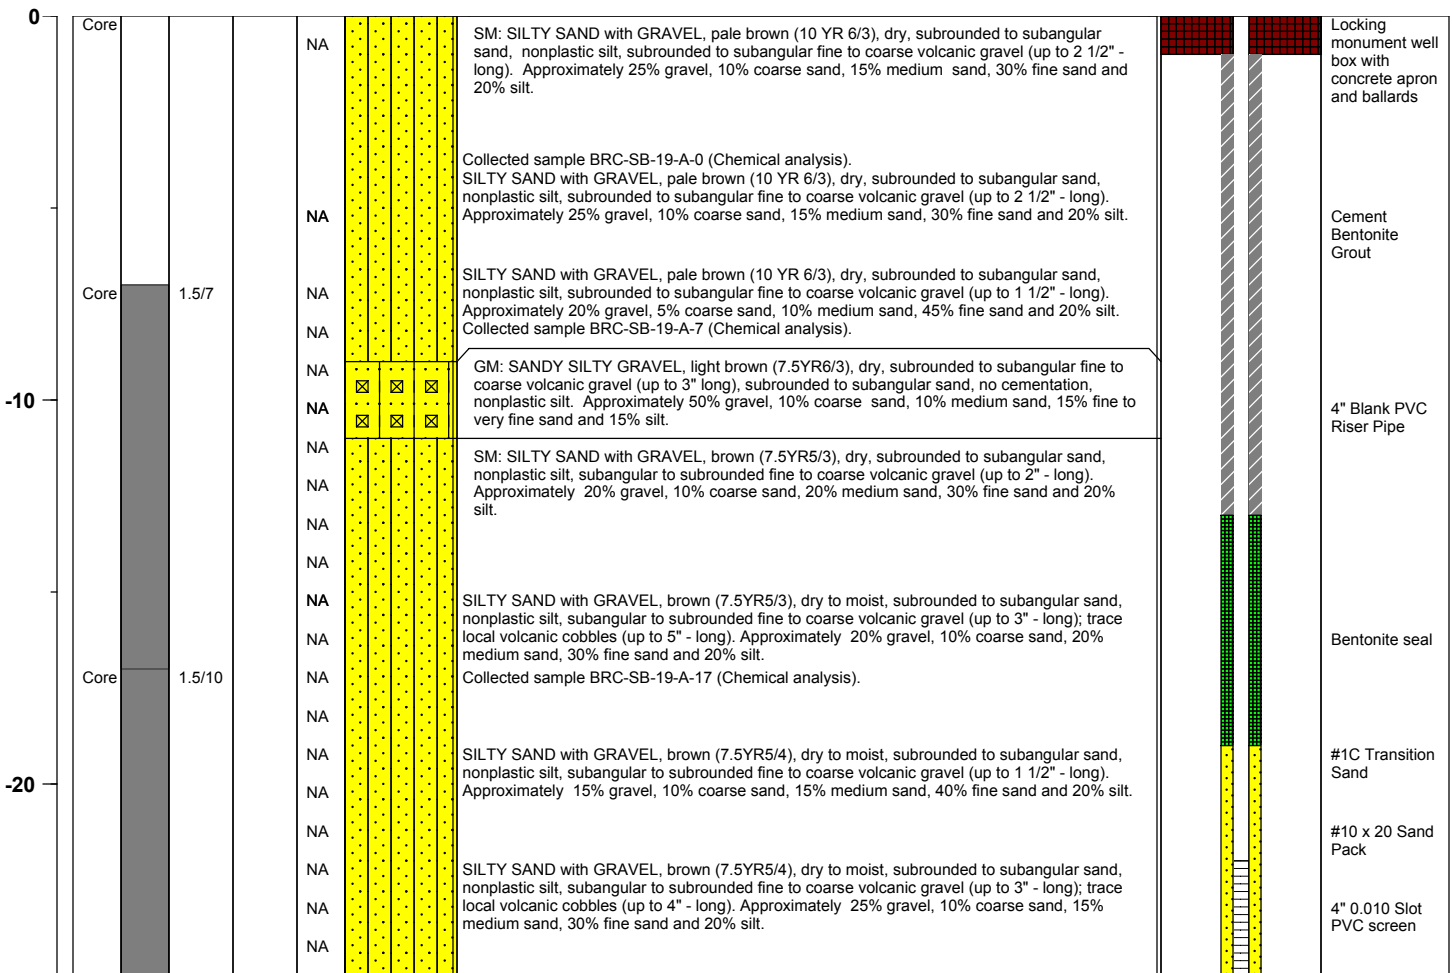 0
Core
NA
SM: SILTY SAND with GRAVEL, pale brown (10 YR 6/3), dry, subrounded to subangular
sand, nonplastic silt, subrounded to subangular fine to coarse volcanic gravel (up to 2 1/2" -
long). Approximately 25% gravel, 10% coarse sand, 15% medium sand, 30% fine sand and
20% silt.
Locking
monument well
box with
concrete apron
and ballards
Collected sample BRC-SB-19-A-0 (Chemical analysis).
SILTY SAND with GRAVEL, pale brown (10 YR 6/3), dry, subrounded to subangular sand,
nonplastic silt, subrounded to subangular fine to coarse volcanic gravel (up to 2 1/2" - long).
Approximately 25% gravel, 10% coarse sand, 15% medium sand, 30% fine sand and 20% silt.
NA
Cement
Bentonite
Grout
SILTY SAND with GRAVEL, pale brown (10 YR 6/3), dry, subrounded to subangular sand,
nonplastic silt, subrounded to subangular fine to coarse volcanic gravel (up to 1 1/2" - long).
Approximately 20% gravel, 5% coarse sand, 10% medium sand, 45% fine sand and 20% silt.
Collected sample BRC-SB-19-A-7 (Chemical analysis).
Core
1.5/7
NA
NA
NA
GM: SANDY SILTY GRAVEL, light brown (7.5YR6/3), dry, subrounded to subangular fine to
coarse volcanic gravel (up to 3" long), subrounded to subangular sand, no cementation,
nonplastic silt. Approximately 50% gravel, 10% coarse sand, 10% medium sand, 15% fine to
very fine sand and 15% silt.
-10
NA
4" Blank PVC
Riser Pipe
NA
SM: SILTY SAND with GRAVEL, brown (7.5YR5/3), dry, subrounded to subangular sand,
nonplastic silt, subangular to subrounded fine to coarse volcanic gravel (up to 2" - long).
Approximately 20% gravel, 10% coarse sand, 20% medium sand, 30% fine sand and 20%
silt.
NA
NA
NA
NA
SILTY SAND with GRAVEL, brown (7.5YR5/3), dry to moist, subrounded to subangular sand,
nonplastic silt, subangular to subrounded fine to coarse volcanic gravel (up to 3" - long); trace
local volcanic cobbles (up to 5" - long). Approximately 20% gravel, 10% coarse sand, 20%
medium sand, 30% fine sand and 20% silt.
NA
Bentonite seal
Core
1.5/10
NA
Collected sample BRC-SB-19-A-17 (Chemical analysis).
NA
NA
SILTY SAND with GRAVEL, brown (7.5YR5/4), dry to moist, subrounded to subangular sand,
nonplastic silt, subangular to subrounded fine to coarse volcanic gravel (up to 1 1/2" - long).
Approximately 15% gravel, 10% coarse sand, 15% medium sand, 40% fine sand and 20% silt.
#1C Transition
Sand
-20
NA
NA
#10 x 20 Sand
Pack
NA
SILTY SAND with GRAVEL, brown (7.5YR5/4), dry to moist, subrounded to subangular sand,
nonplastic silt, subangular to subrounded fine to coarse volcanic gravel (up to 3" - long); trace
local volcanic cobbles (up to 4" - long). Approximately 25% gravel, 10% coarse sand, 15%
medium sand, 30% fine sand and 20% silt.
NA
4" 0.010 Slot
PVC screen
NA